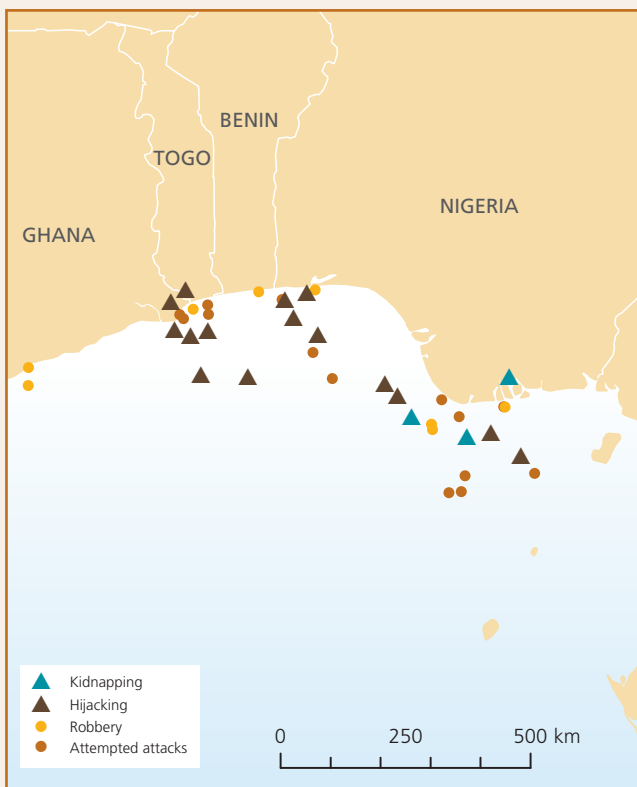 BENIN
TOGO
NIGERIA
GHANA
Kidnapping
Hijacking
Robbery
Attempted attacks
0 250 500 km